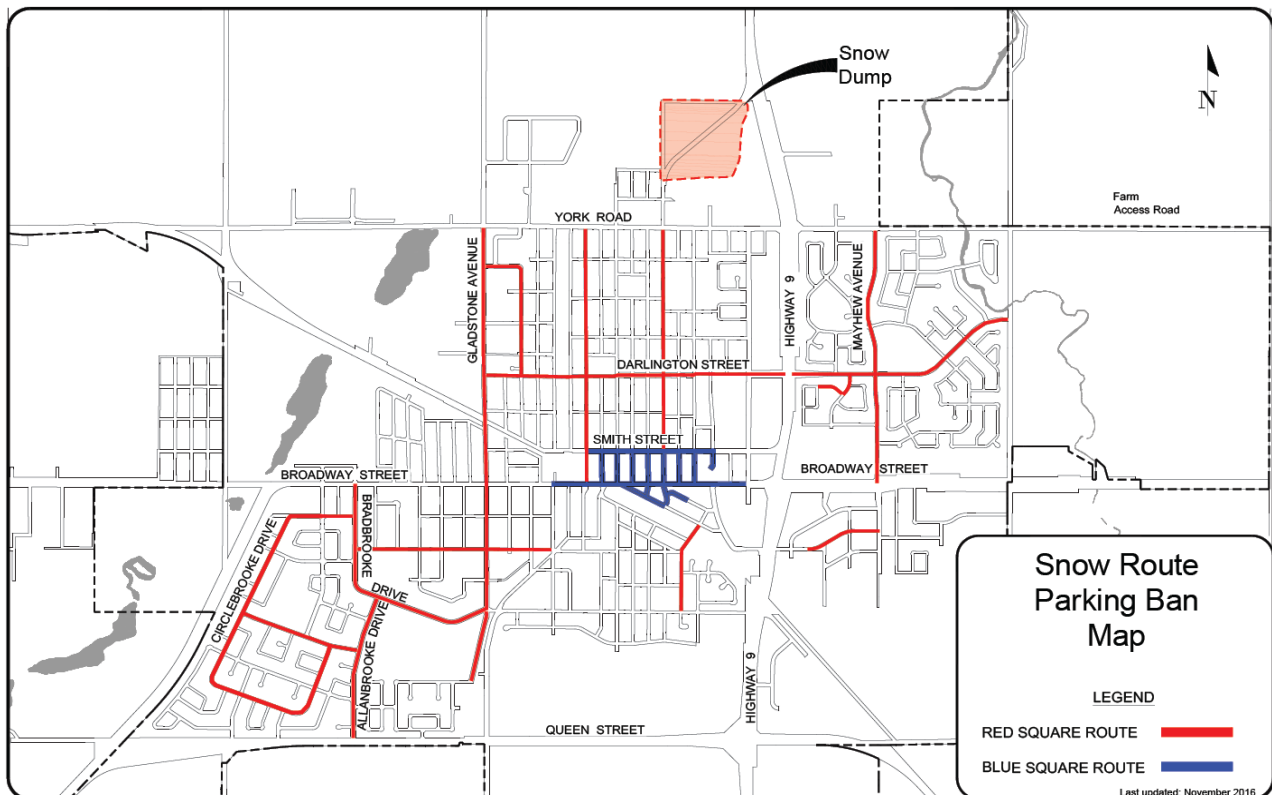 Snow
Dump
N
Farm
Access Road
YORK ROAD
GLADSTONE AVENUE
HIGHWAY 9
MAYHEW AVENUE
DARLINGTON STREET
SMITH STREET
BROADWAY STREET
BROADWAY STREET
BRADBROOKE
DRIVE
CIRCLEBROOKE DRIVE
ALLANBROOKE DRIVE
HIGHWAY 9
QUEEN STREET
Snow Route
Parking Ban
Map
LEGEND
RED SQUARE ROUTE
BLUE SQUARE ROUTE
Last updated: November 2016